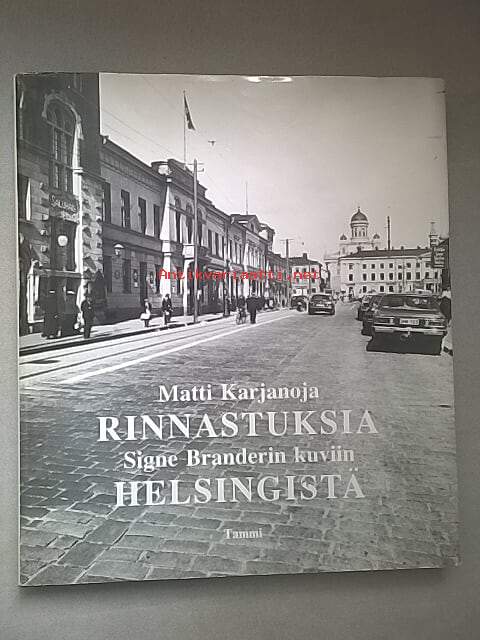 Antikvariaatti.net
Matti Karjanoja
RINNASTUKSIA
Signe Branderin kuviin
HELSINGISTÄ
Tammi